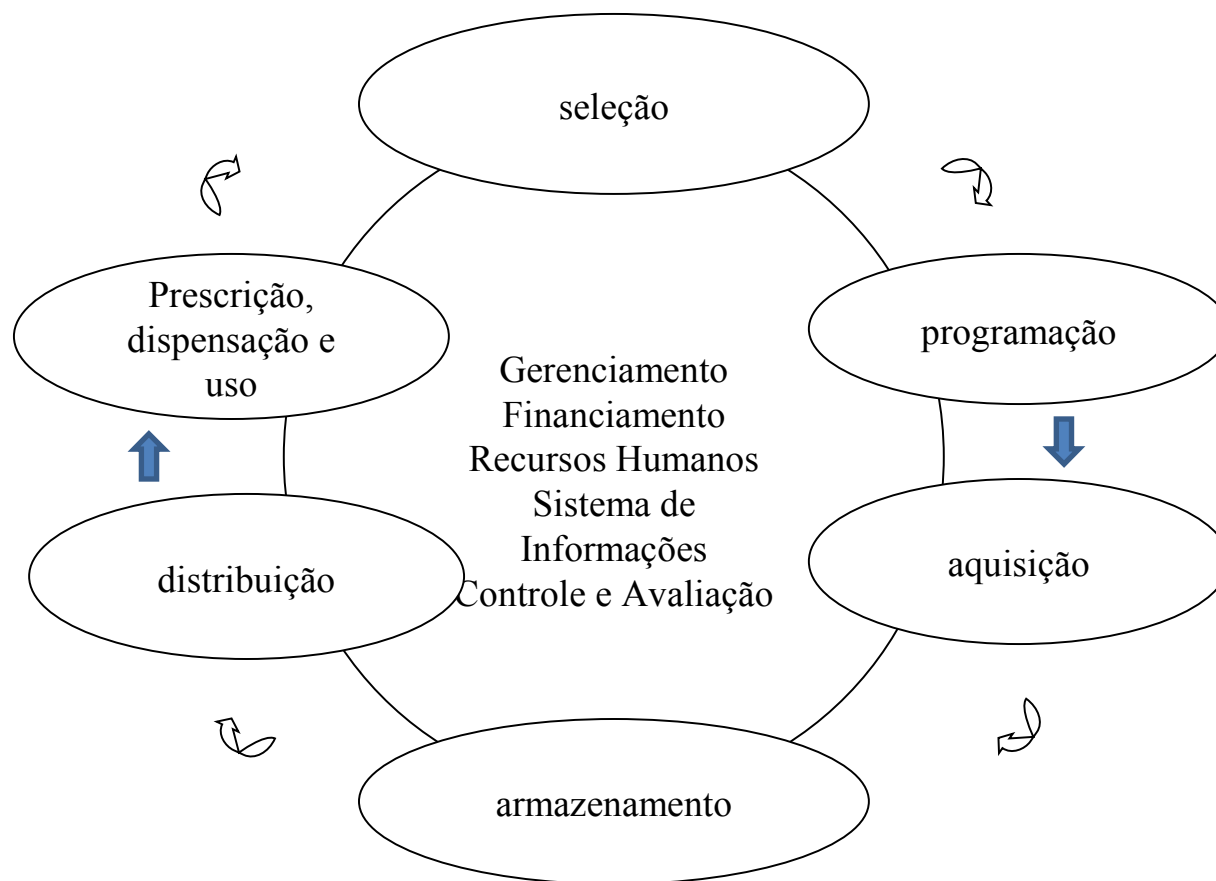 seleção
Prescrição,
dispensação e
uso
programação
Gerenciamento
Financiamento
Recursos Humanos
Sistema de
Informações
Controle e Avaliação
distribuição
aquisição
armazenamento